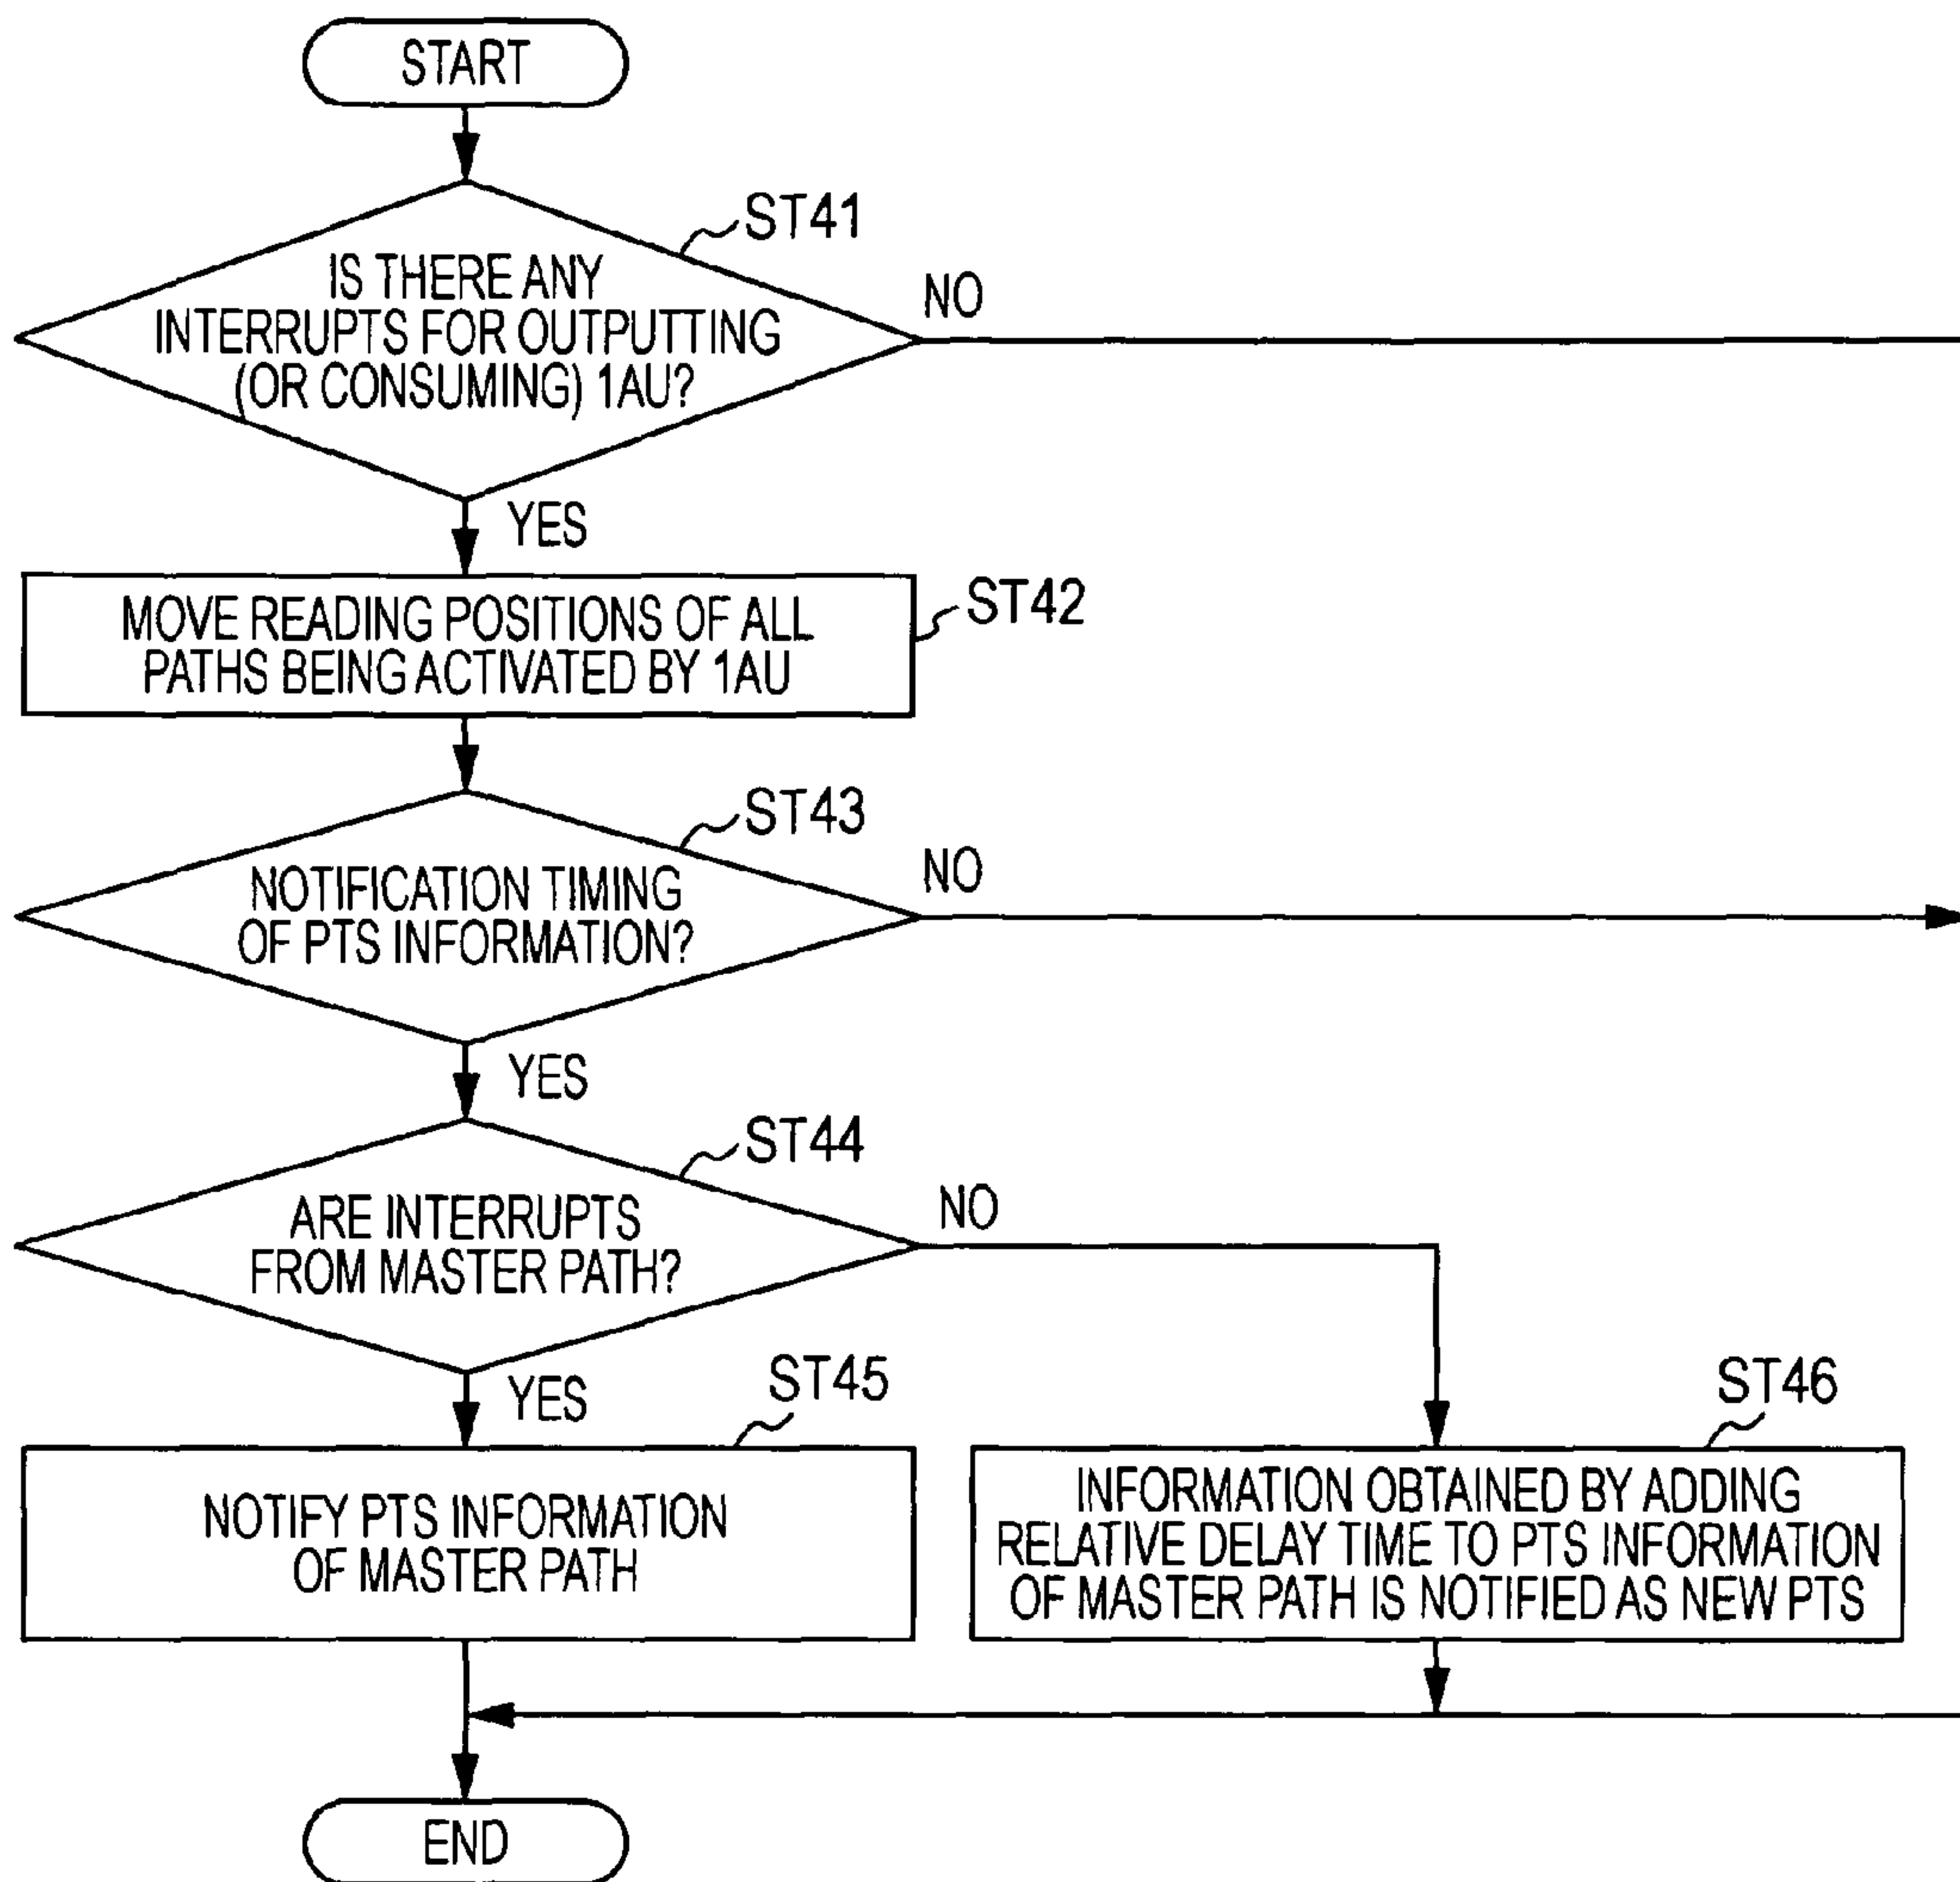 START
ST41
IS THERE ANY
INTERRUPTS FOR OUTPUTTING
(OR CONSUMING) 1AU?
NO
YES
ST42
MOVE READING POSITIONS OF ALL
PATHS BEING ACTIVATED BY 1AU
ST43
NOTIFICATION TIMING
OF PTS INFORMATION?
NO
YES
ST44
ARE INTERRUPTS
FROM MASTER PATH?
NO
YES
ST45
NOTIFY PTS INFORMATION
OF MASTER PATH
ST46
INFORMATION OBTAINED BY ADDING
RELATIVE DELAY TIME TO PTS INFORMATION
OF MASTER PATH IS NOTIFIED AS NEW PTS
END